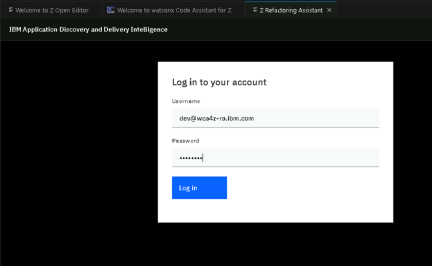 Welcome to Z Open Editor
Welcome to watsonx Code Assistant for Z
Z Refactoring Assistant
IBM Application Discovery and Delivery Intelligence
Log in to your account
Username
dev@wca4z-ra.ibm.com
Password
••••••••
Log in